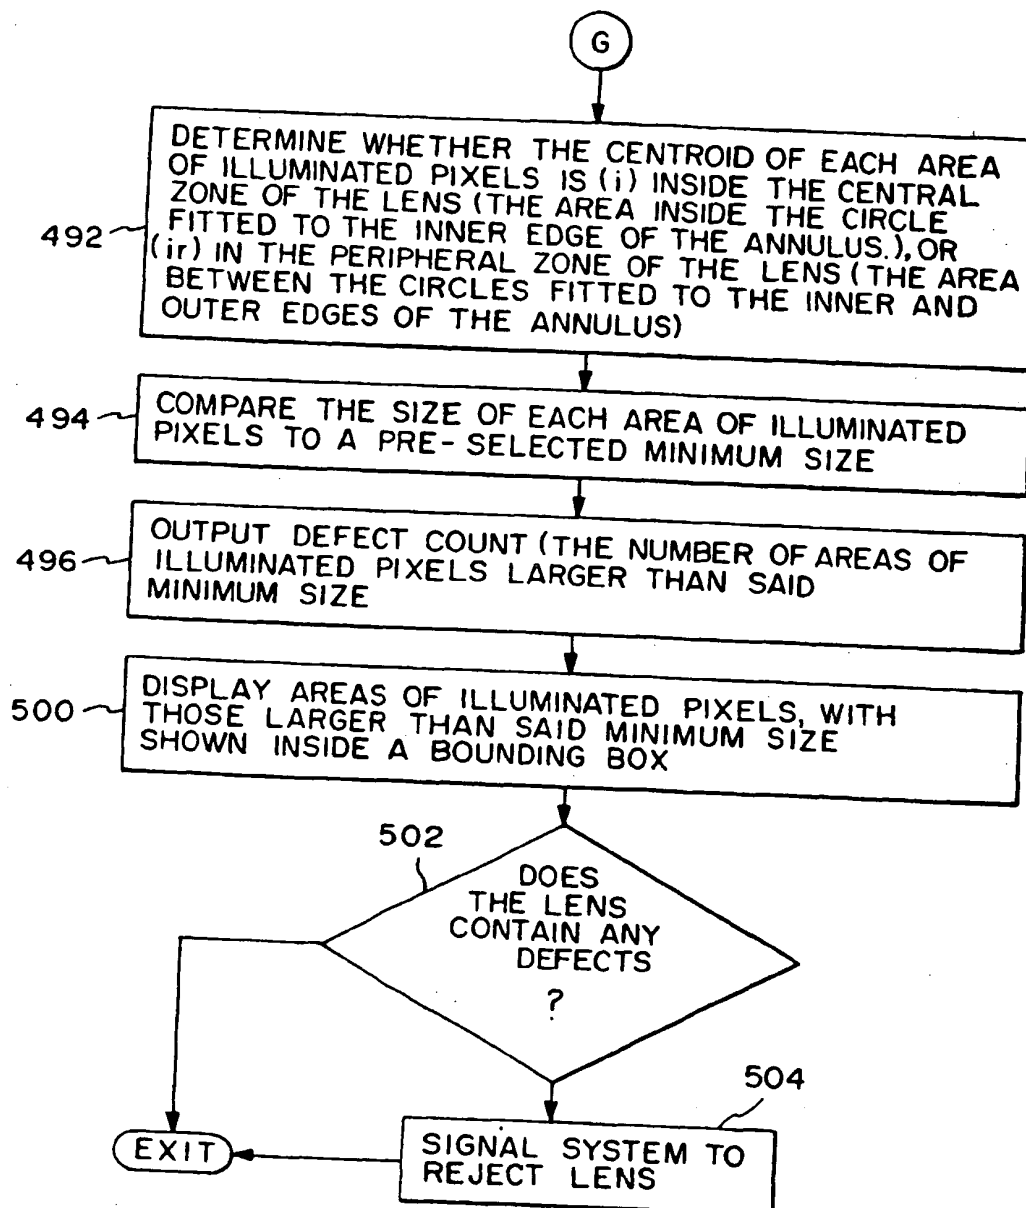 G
492
DETERMINE WHETHER THE CENTROID OF EACH AREA
OF ILLUMINATED PIXELS IS (i) INSIDE THE CENTRAL
ZONE OF THE LENS (THE AREA INSIDE THE CIRCLE
FITTED TO THE INNER EDGE OF THE ANNULUS.), OR
(ir) IN THE PERIPHERAL ZONE OF THE LENS (THE AREA
BETWEEN THE CIRCLES FITTED TO THE INNER AND
OUTER EDGES OF THE ANNULUS)
494
COMPARE THE SIZE OF EACH AREA OF ILLUMINATED
PIXELS TO A PRE-SELECTED MINIMUM SIZE
496
OUTPUT DEFECT COUNT (THE NUMBER OF AREAS OF
ILLUMINATED PIXELS LARGER THAN SAID
MINIMUM SIZE
500
DISPLAY AREAS OF ILLUMINATED PIXELS, WITH
THOSE LARGER THAN SAID MINIMUM SIZE
SHOWN INSIDE A BOUNDING BOX
502
DOES
THE LENS
CONTAIN ANY
DEFECTS
?
504
SIGNAL SYSTEM TO
REJECT LENS
EXIT